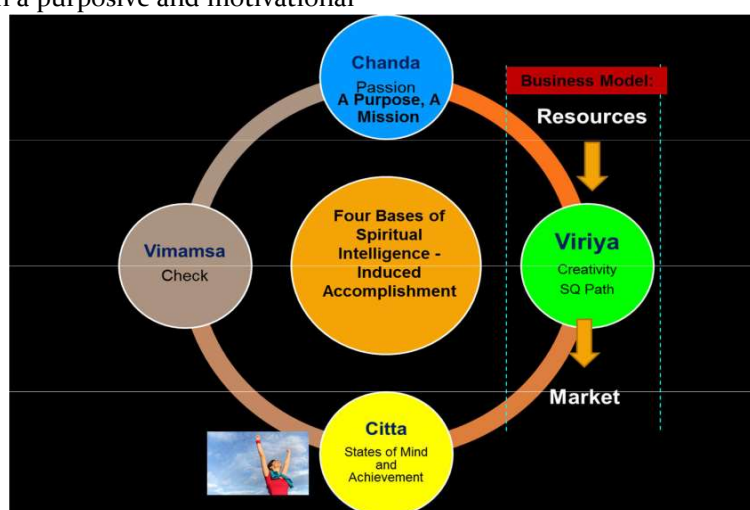 a purposive and motivational
Chanda
Passion
A Purpose, A
Mission
Business Model:
Resources
Four Bases of
Spiritual
Intelligence -
Induced
Accomplishment
Vimamsa
Check
Viriya
Creativity
SQ Path
Market
Citta
States of Mind
and
Achievement